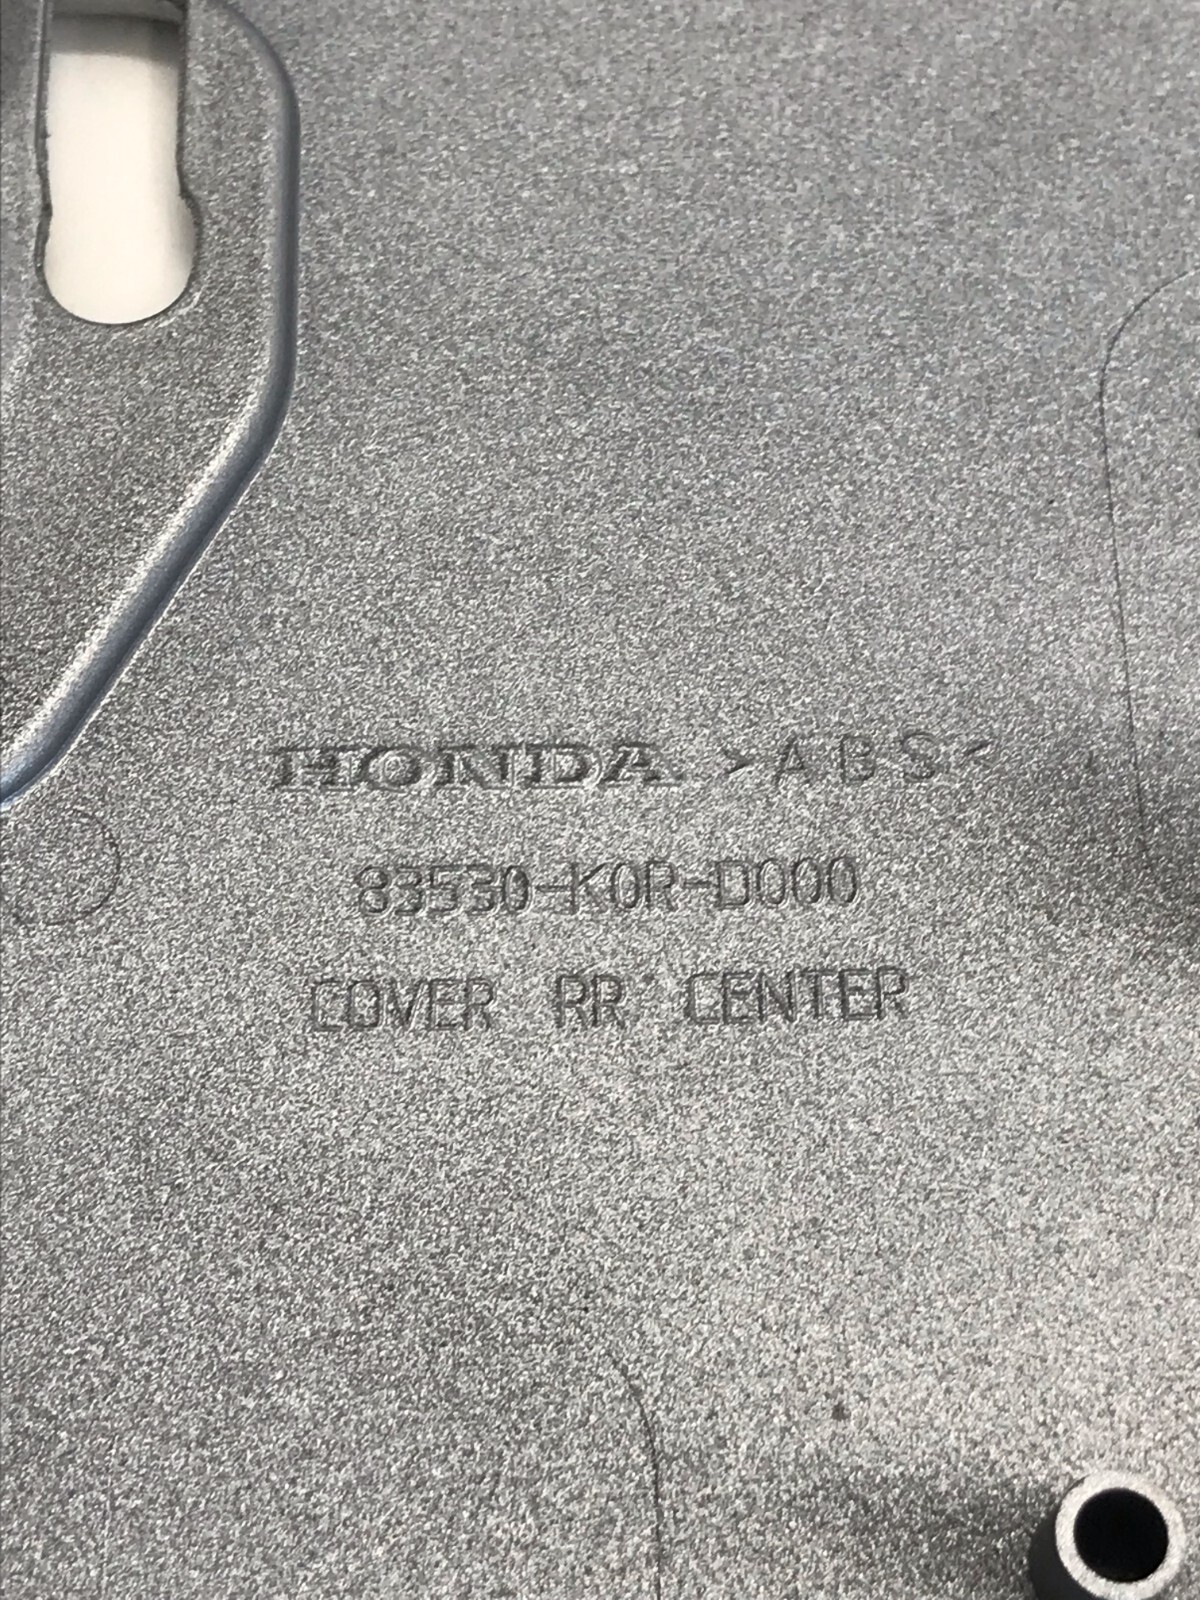 HONDA >ABS<
83530-K0R-D000
COVER RR CENTER